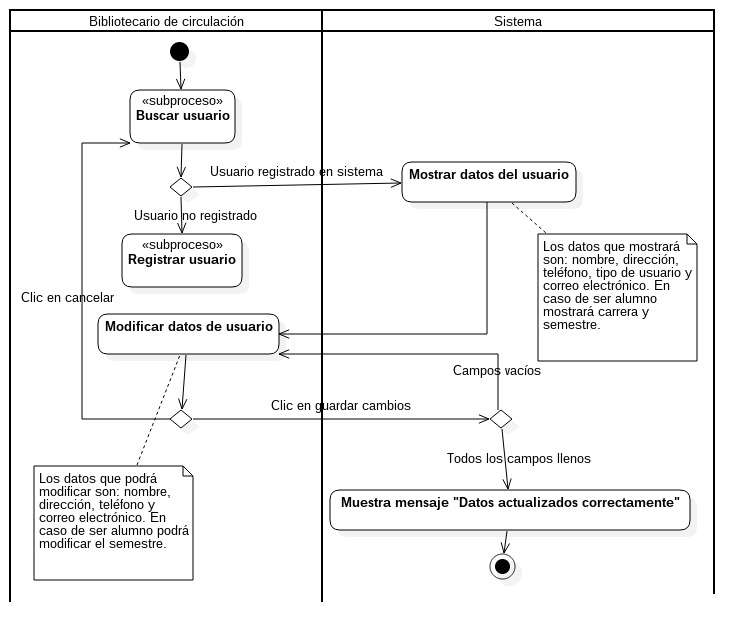 Bibliotecario de circulación
Sistema
«subproceso»
Buscar usuario
Usuario registrado en sistema
Mostrar datos del usuario
Usuario no registrado
«subproceso»
Registrar usuario
Los datos que mostrará
son: nombre, dirección,
teléfono, tipo de usuario y
correo electrónico. En
caso de ser alumno
mostrará carrera y
semestre.
Clic en cancelar
Modificar datos de usuario
Campos vacíos
Clic en guardar cambios
Todos los campos llenos
Los datos que podrá
modificar son: nombre,
dirección, teléfono y
correo electrónico. En
caso de ser alumno podrá
modificar el semestre.
Muestra mensaje "Datos actualizados correctamente"